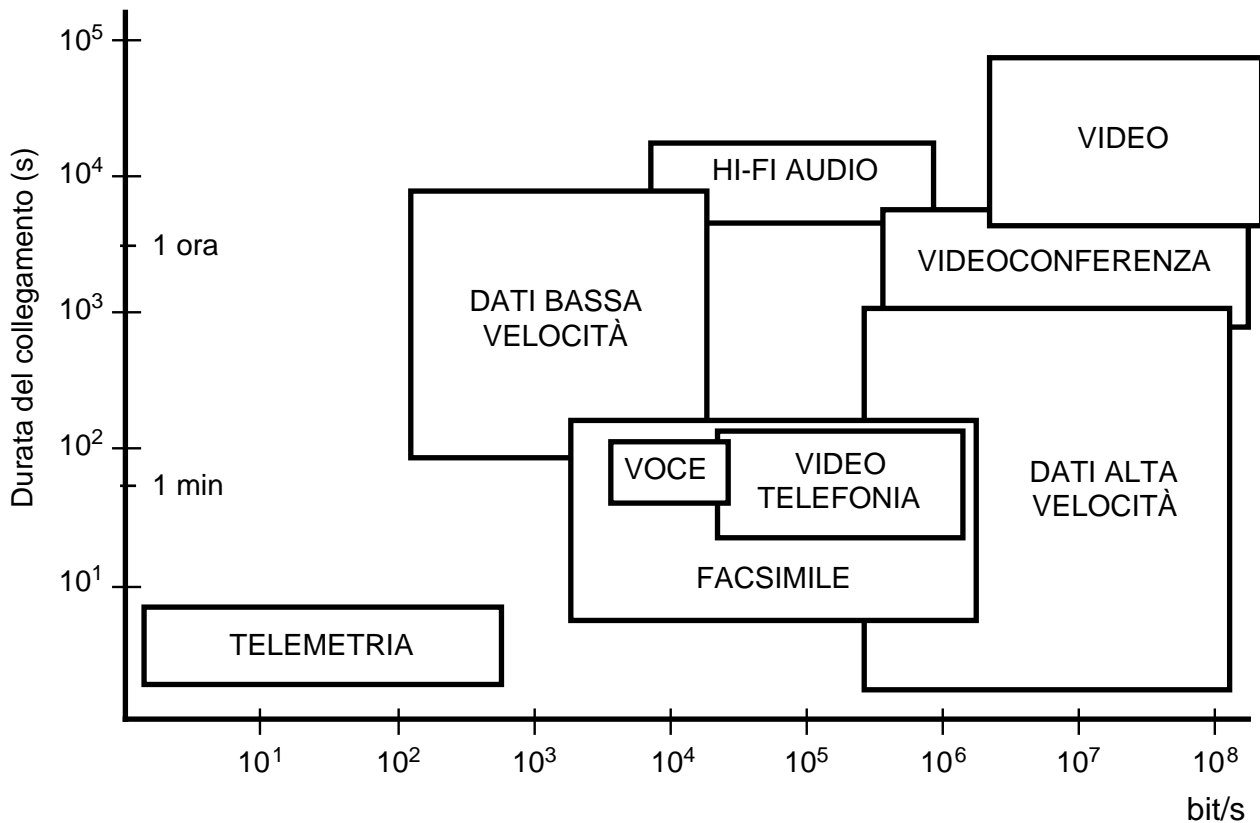 10⁵
VIDEO
10⁴
HI-FI AUDIO
1 ora
VIDEOCONFERENZA
DATI BASSA
VELOCITÀ
10³
Durata del collegamento (s)
10²
VOCE
VIDEO
TELEFONIA
DATI ALTA
VELOCITÀ
1 min
FACSIMILE
10¹
TELEMETRIA
10¹ 10² 10³ 10⁴ 10⁵ 10⁶ 10⁷ 10⁸
bit/s